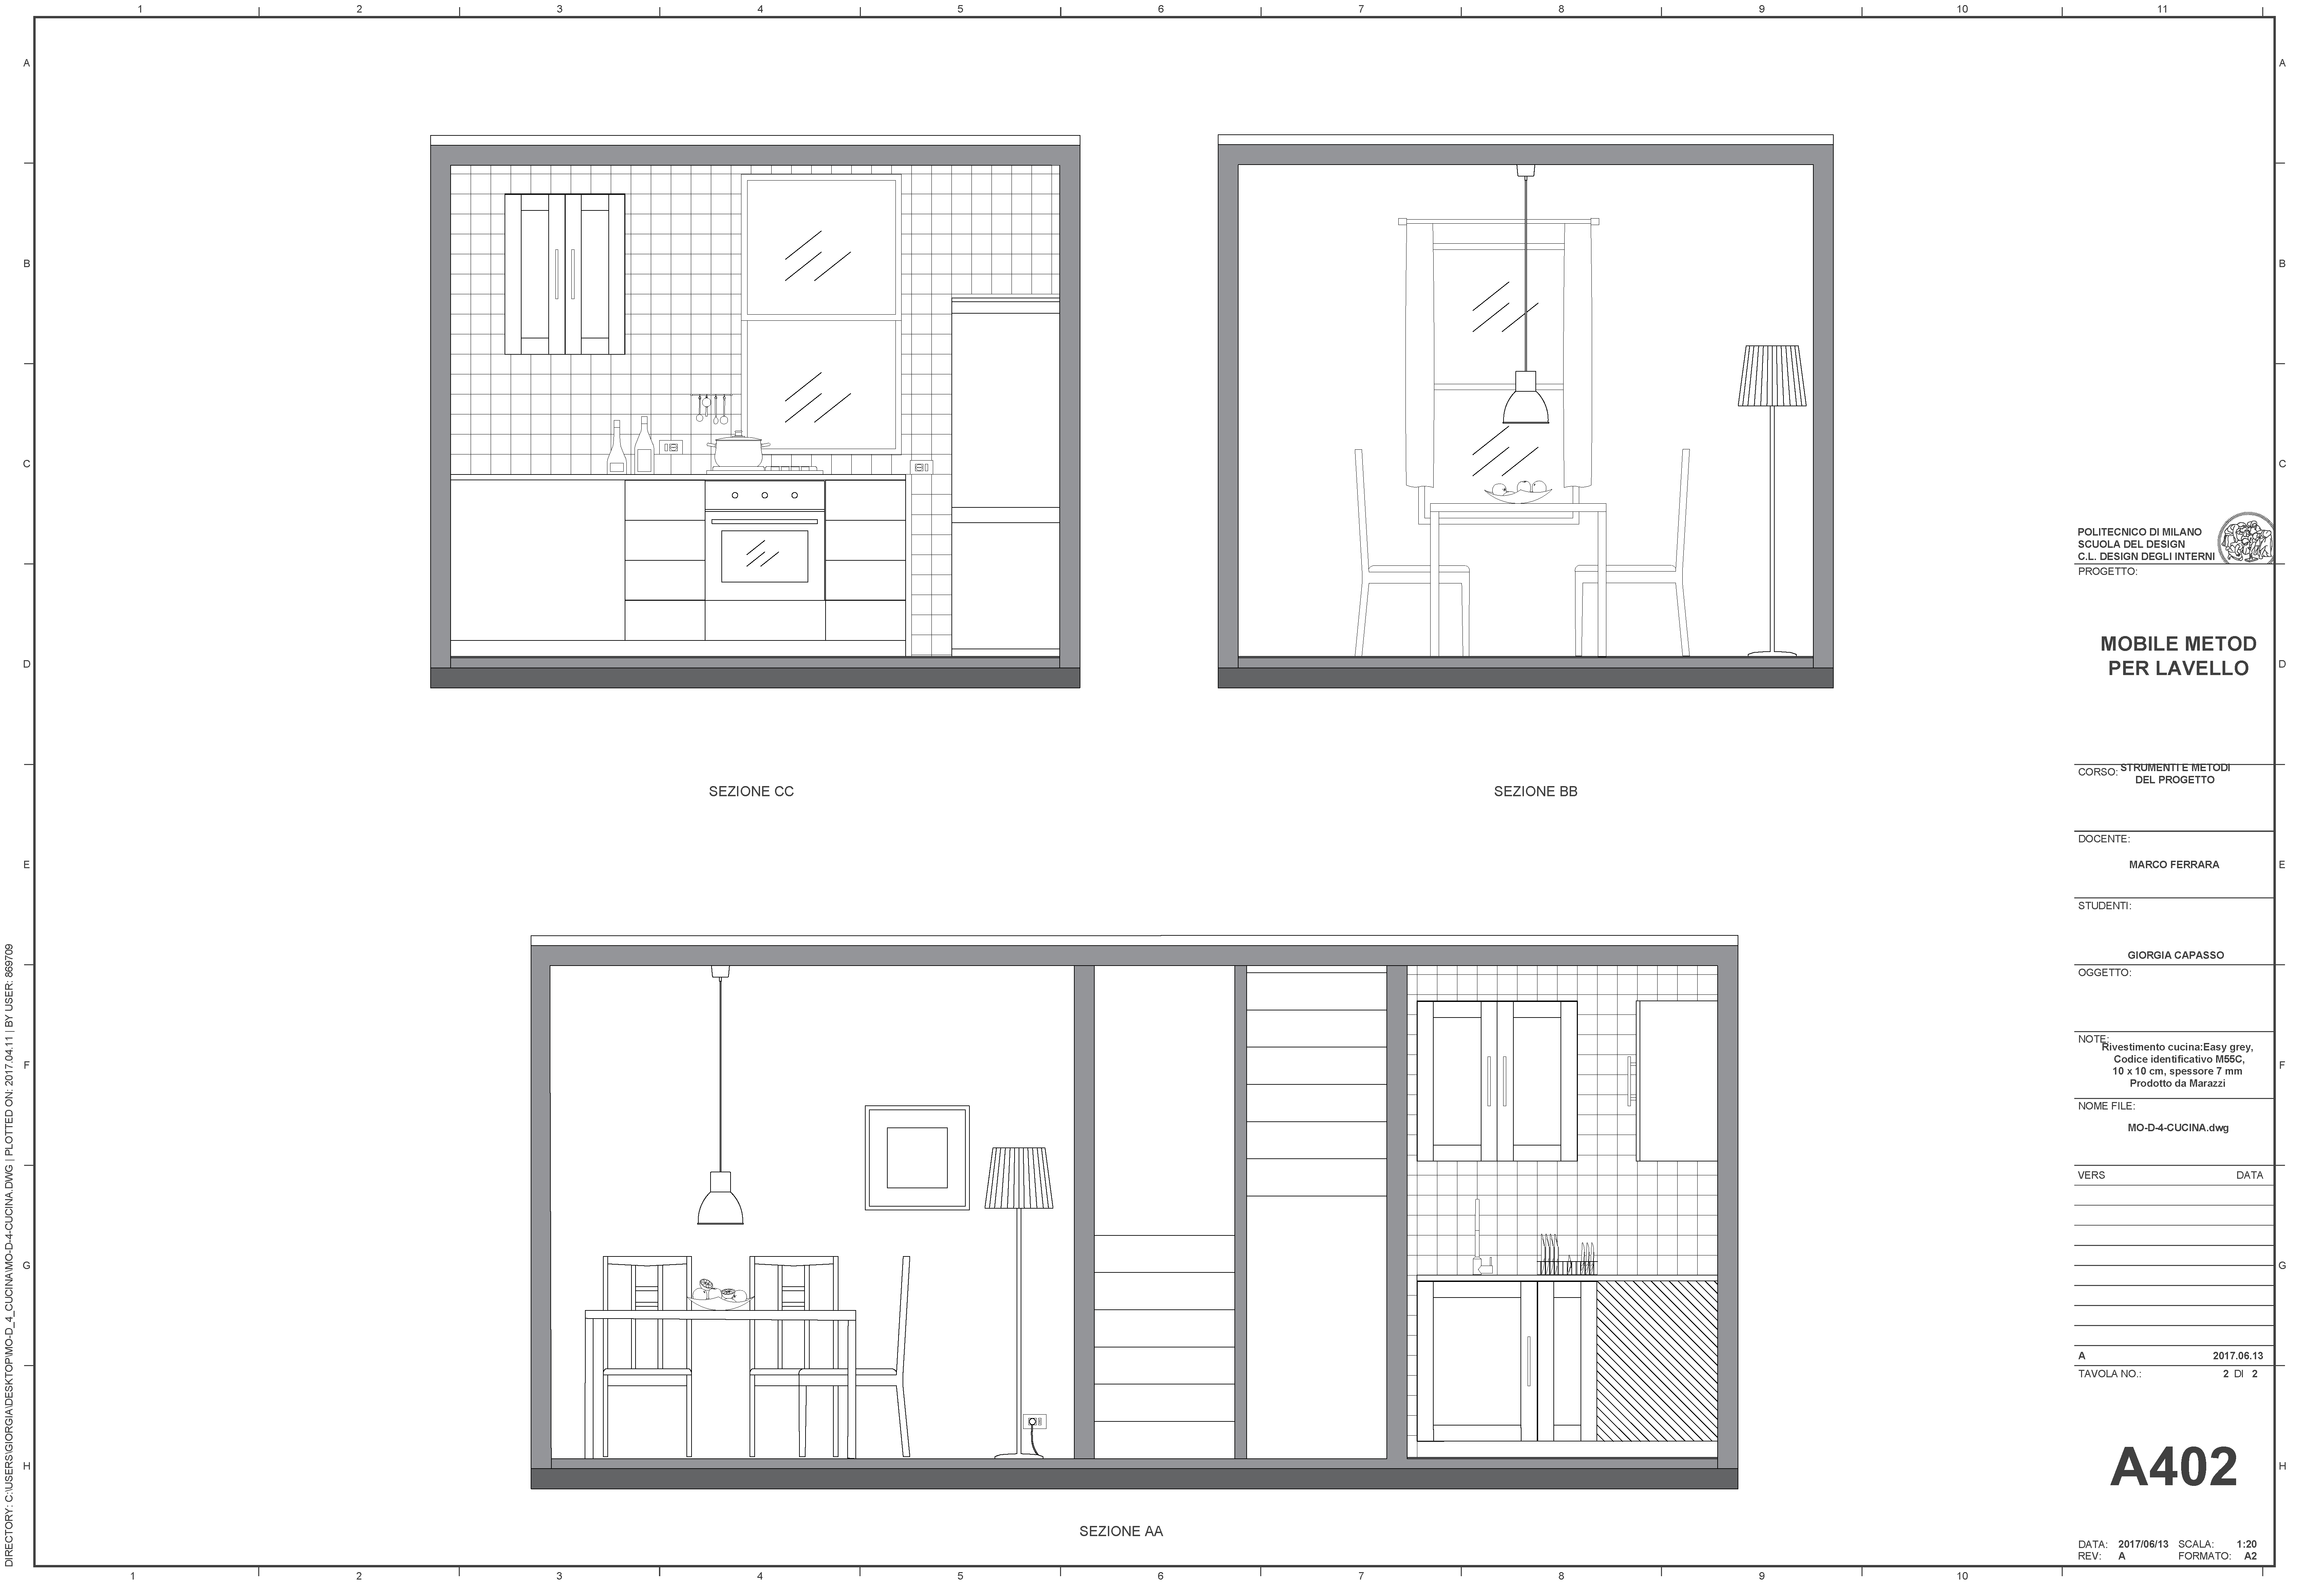 1 2 3 4 5 6 7 8 9 10 11
A A
B B
C C
D D
E E
F F
G G
H H
SEZIONE CC
SEZIONE BB
SEZIONE AA
POLITECNICO DI MILANO
SCUOLA DEL DESIGN
C.L. DESIGN DEGLI INTERNI
PROGETTO:
MOBILE METOD
PER LAVELLO
CORSO: STRUMENTI E METODI
DEL PROGETTO
DOCENTE:
MARCO FERRARA
STUDENTI:
GIORGIA CAPASSO
OGGETTO:
NOTE:
Rivestimento cucina:Easy grey,
Codice identificativo M55C,
10 x 10 cm, spessore 7 mm
Prodotto da Marazzi
NOME FILE:
MO-D-4-CUCINA.dwg
VERS DATA
A 2017.06.13
TAVOLA NO.: 2 DI 2
A402
DATA: 2017/06/13 SCALA: 1:20
REV: A FORMATO: A2
1 2 3 4 5 6 7 8 9 10
DIRECTORY: C:\USERS\GIORGIA\DESKTOP\MO-D_4_CUCINA\MO-D-4-CUCINA.DWG | PLOTTED ON: 2017.04.11 | BY USER: 869709